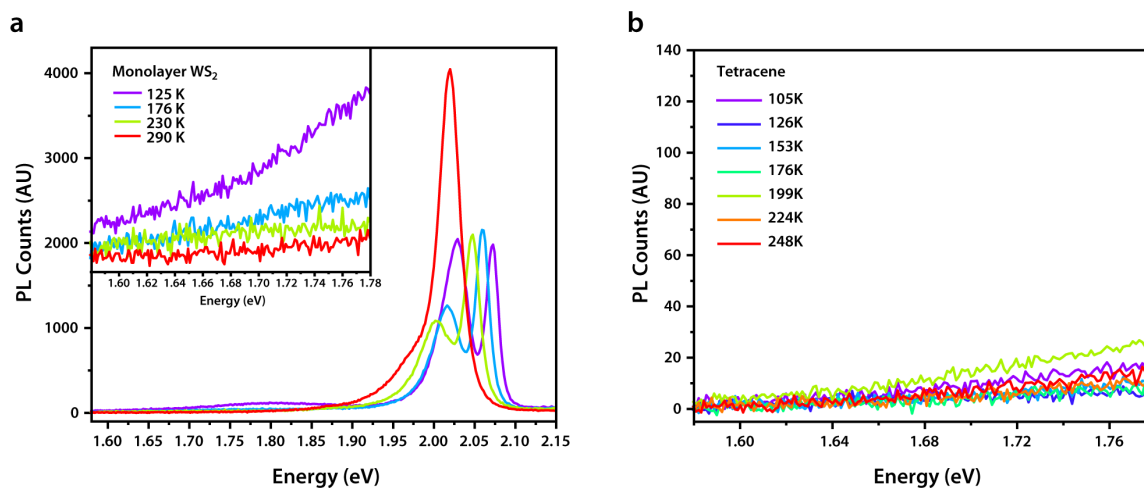 a
PL Counts (AU)
4000
3000
2000
1000
0
Monolayer WS₂
125 K
176 K
230 K
290 K
1.60 1.62 1.64 1.66 1.68 1.70 1.72 1.74 1.76 1.78
Energy (eV)
1.60 1.65 1.70 1.75 1.80 1.85 1.90 1.95 2.00 2.05 2.10 2.15
Energy (eV)
b
PL Counts (AU)
140
120
100
80
60
40
20
0
Tetracene
105K
126K
153K
176K
199K
224K
248K
1.60 1.64 1.68 1.72 1.76
Energy (eV)